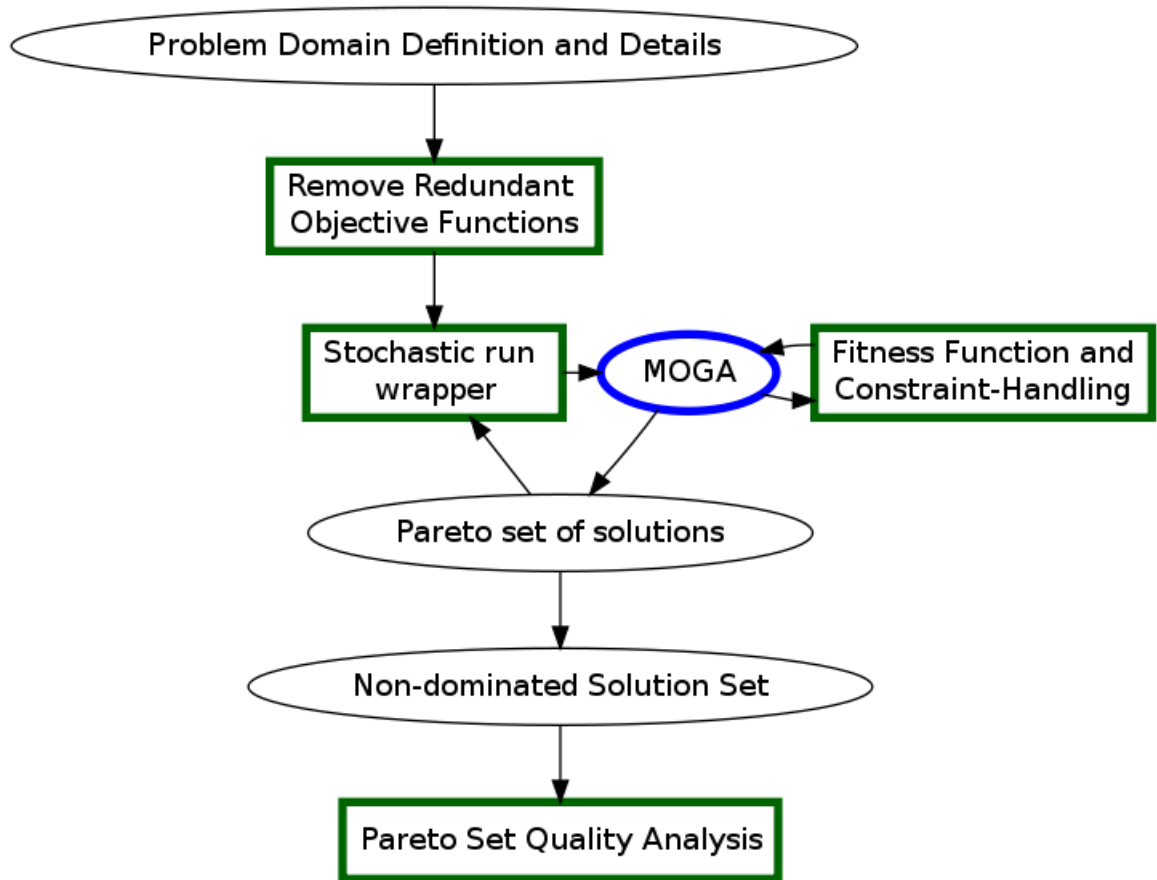 Problem Domain Definition and Details
Remove Redundant
Objective Functions
Stochastic run
wrapper
MOGA
Fitness Function and
Constraint-Handling
Pareto set of solutions
Non-dominated Solution Set
Pareto Set Quality Analysis